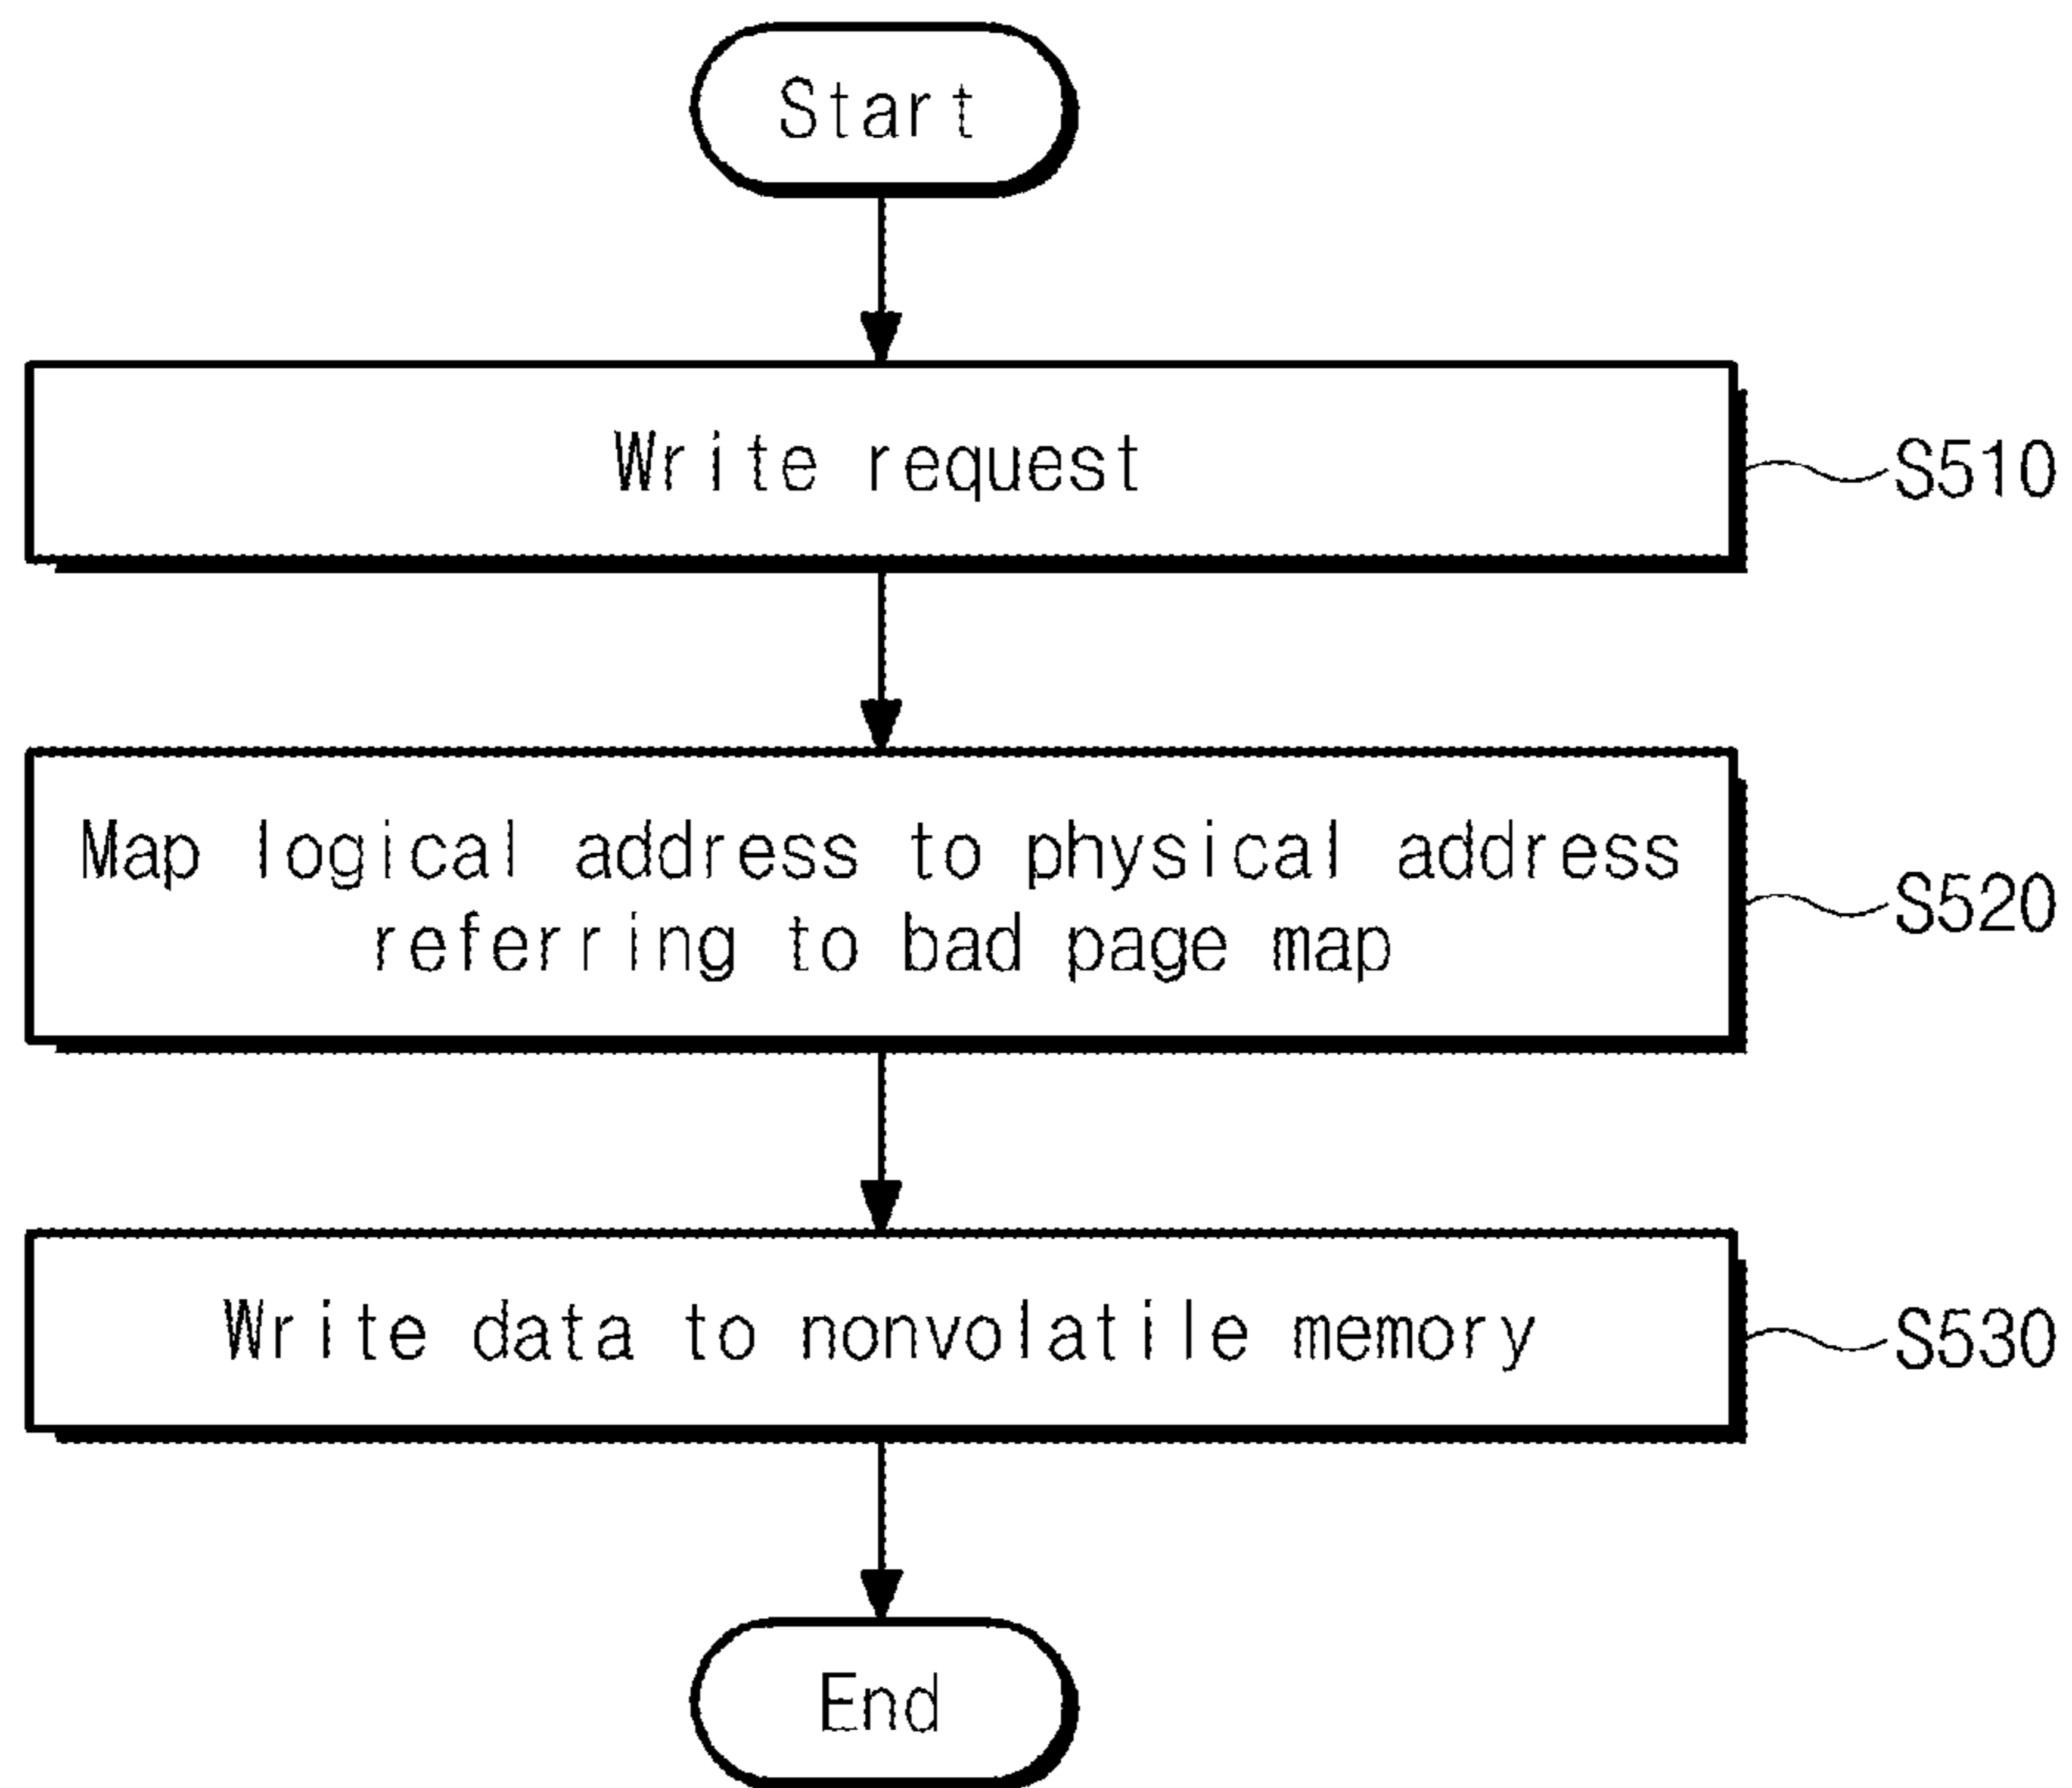 Start
Write request
S510
Map logical address to physical address
referring to bad page map
S520
Write data to nonvolatile memory
S530
End